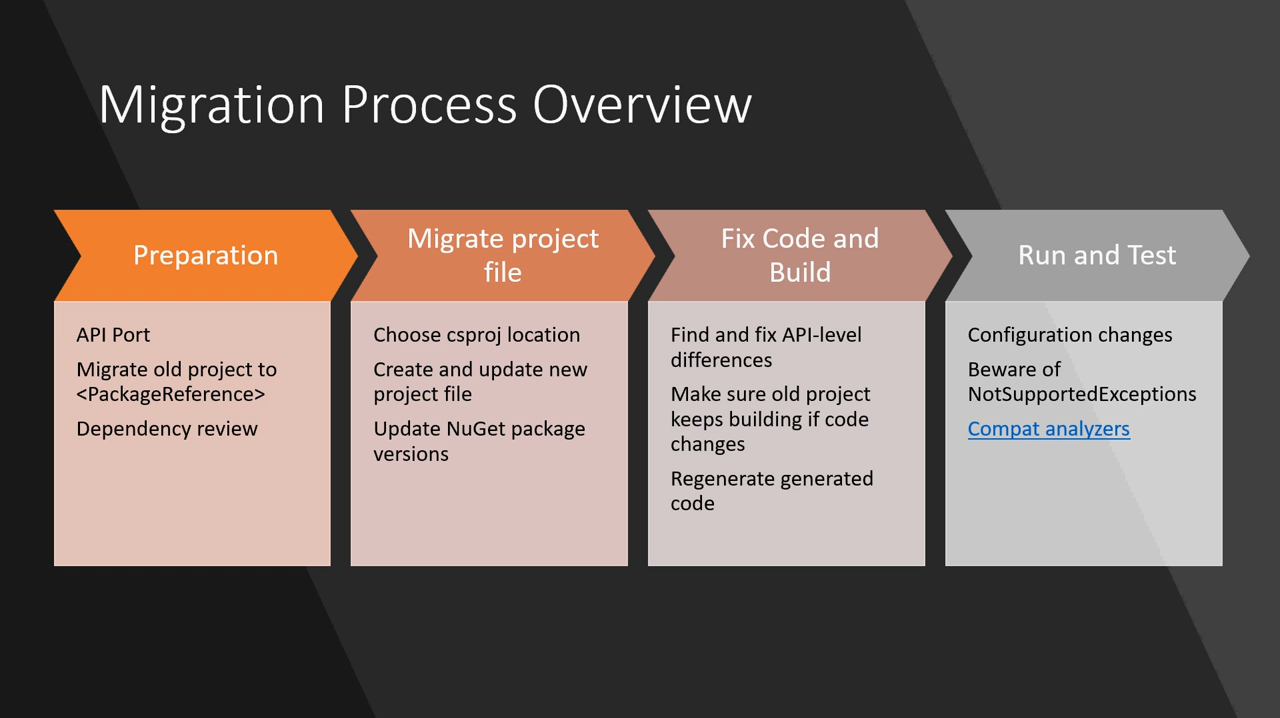 Migration Process Overview
Preparation
API Port
Migrate old project to
<PackageReference>
Dependency review
Migrate project
file
Choose csproj location
Create and update new
project file
Update NuGet package
versions
Fix Code and
Build
Find and fix API-level
differences
Make sure old project
keeps building if code
changes
Regenerate generated
code
Run and Test
Configuration changes
Beware of
NotSupportedExceptions
Compat analyzers